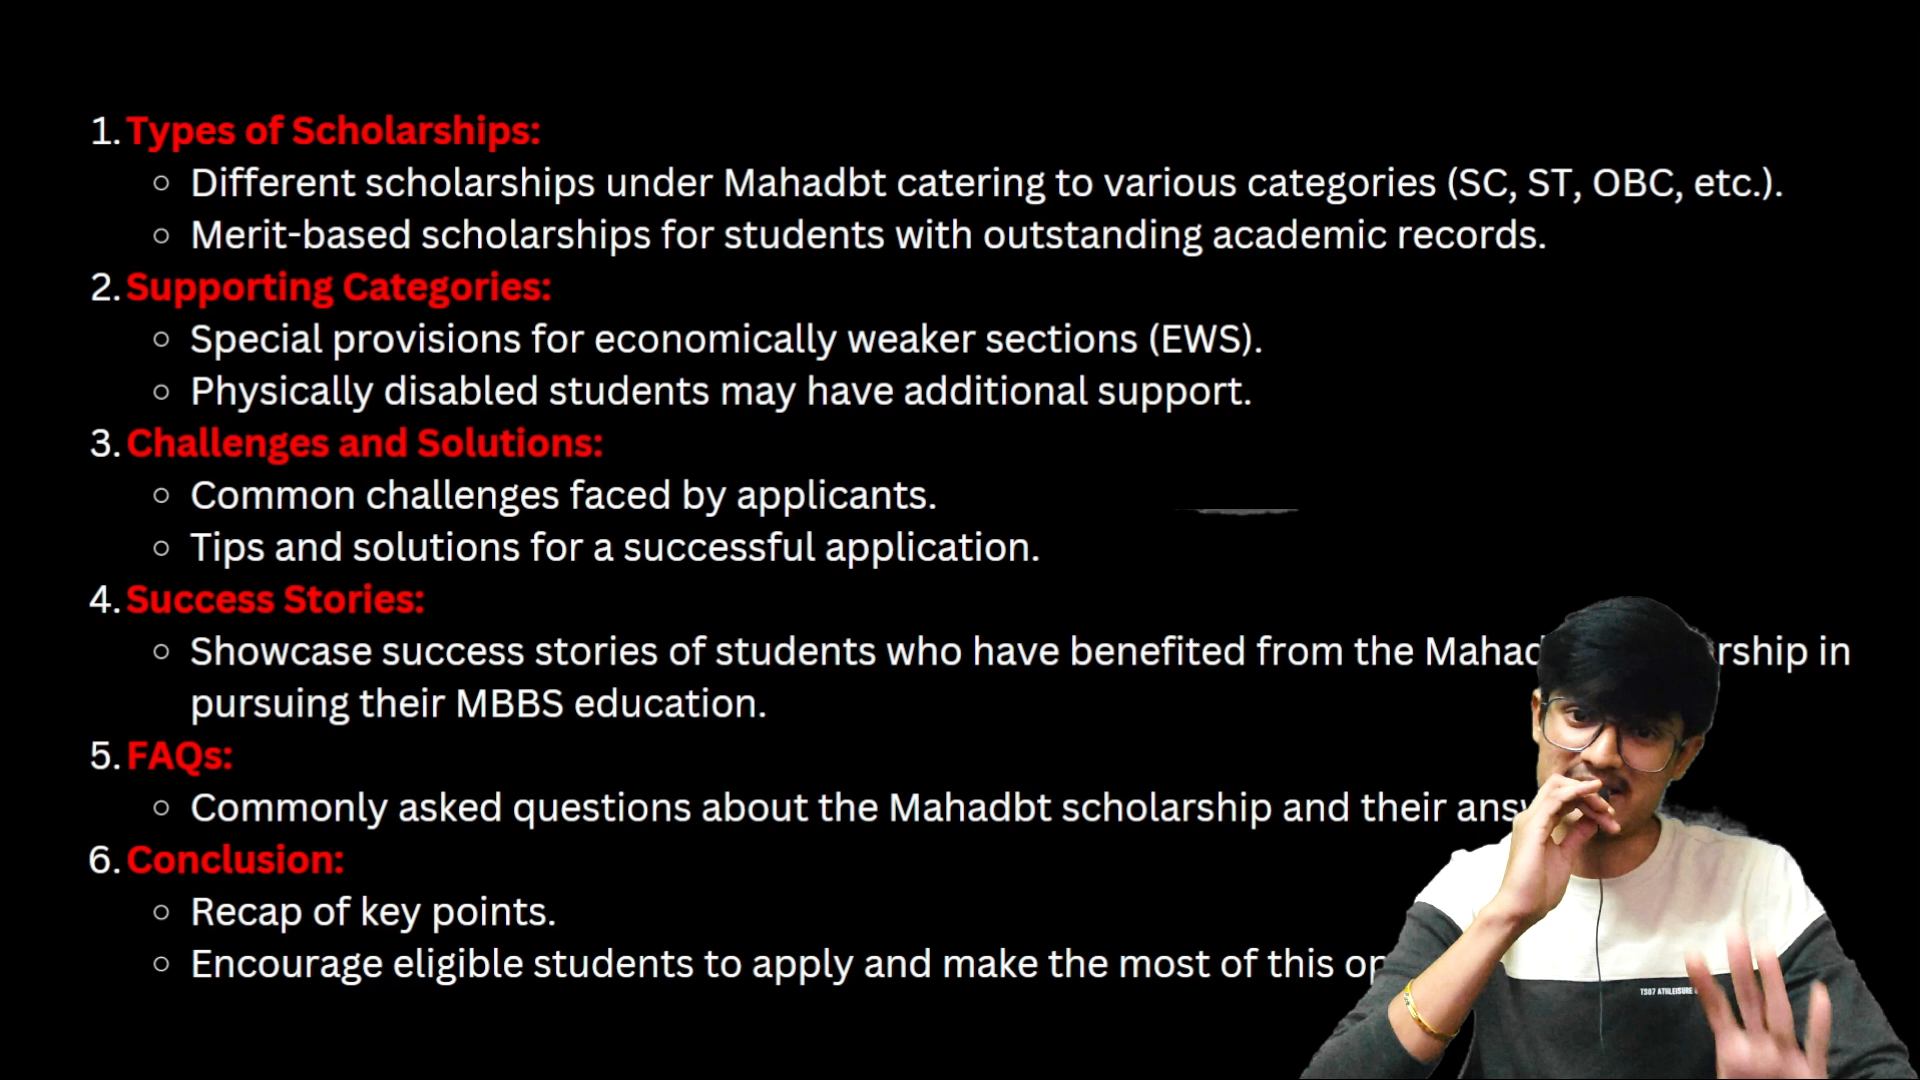 1. Types of Scholarships:
○ Different scholarships under Mahadbt catering to various categories (SC, ST, OBC, etc.).
○ Merit-based scholarships for students with outstanding academic records.
2. Supporting Categories:
○ Special provisions for economically weaker sections (EWS).
○ Physically disabled students may have additional support.
3. Challenges and Solutions:
○ Common challenges faced by applicants.
○ Tips and solutions for a successful application.
4. Success Stories:
○ Showcase success stories of students who have benefited from the in
pursuing their MBBS education.
5. FAQs:
○ Commonly asked questions about the Mahadbt scholarship and their
6. Conclusion:
○ Recap of key points.
○ Encourage eligible students to apply and make the most of this
TS87 ATHLEISURE